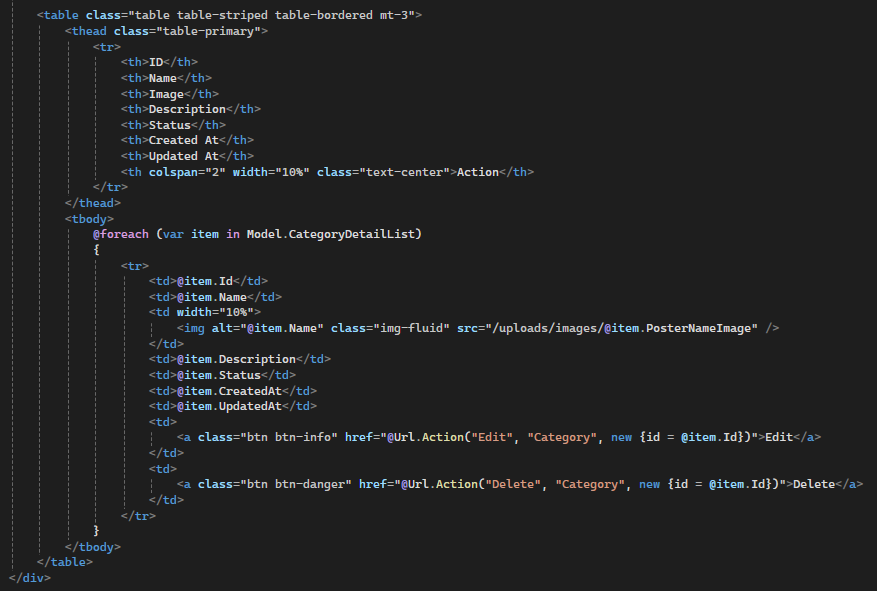 <table class="table table-striped table-bordered mt-3">
<thead class="table-primary">
<tr>
<th>ID</th>
<th>Name</th>
<th>Image</th>
<th>Description</th>
<th>Status</th>
<th>Created At</th>
<th>Updated At</th>
<th colspan="2" width="10%" class="text-center">Action</th>
</tr>
</thead>
<tbody>
@foreach (var item in Model.CategoryDetailList)
{
<tr>
<td>@item.Id</td>
<td>@item.Name</td>
<td width="10%">
<img alt="@item.Name" class="img-fluid" src="/uploads/images/@item.PosterNameImage" />
</td>
<td>@item.Description</td>
<td>@item.Status</td>
<td>@item.CreatedAt</td>
<td>@item.UpdatedAt</td>
<td>
<a class="btn btn-info" href="@Url.Action("Edit", "Category", new {id = @item.Id})">Edit</a>
</td>
<td>
<a class="btn btn-danger" href="@Url.Action("Delete", "Category", new {id = @item.Id})">Delete</a>
</td>
</tr>
}
</tbody>
</table>
</div>